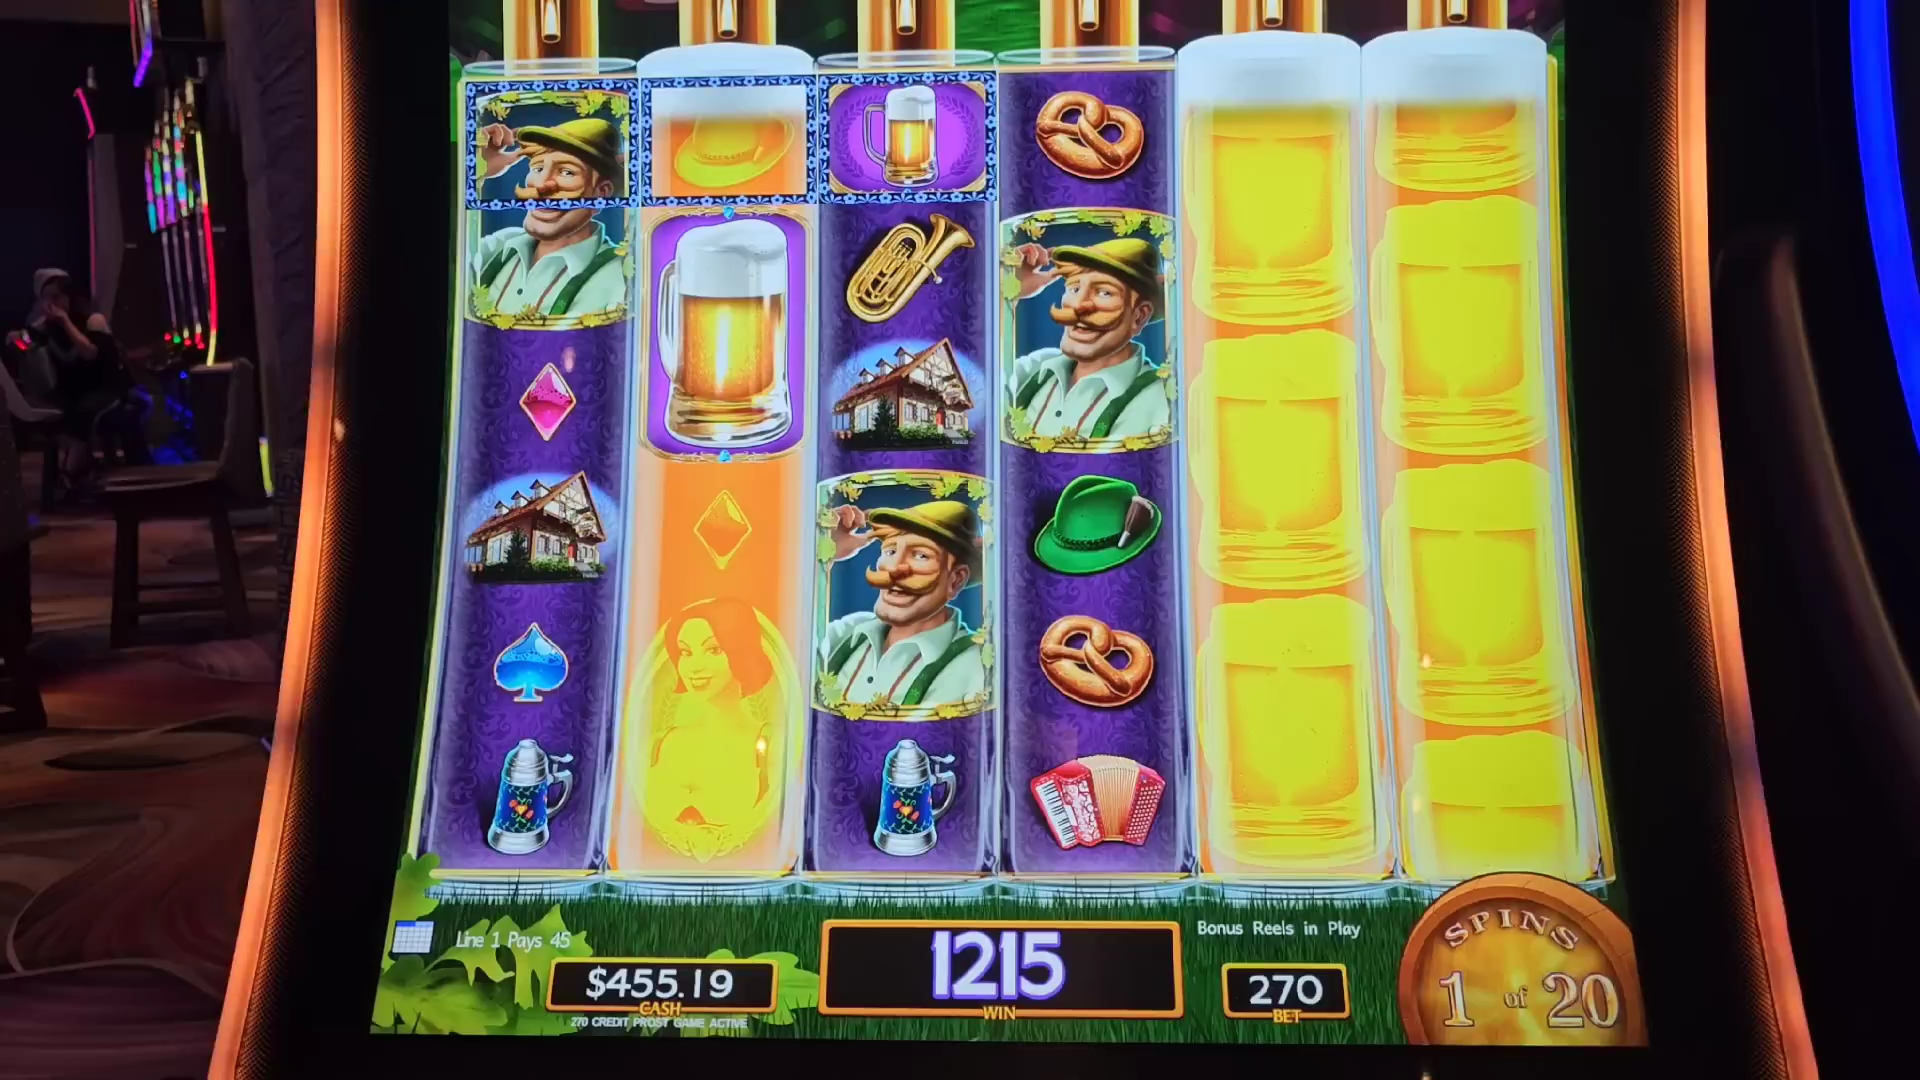 Line 1 Pays 45
$455.19
CASH
270 CREDIT PROST GAME ACTIVE
1215
WIN
Bonus Reels in Play
270
BET
SPINS
1 of 20